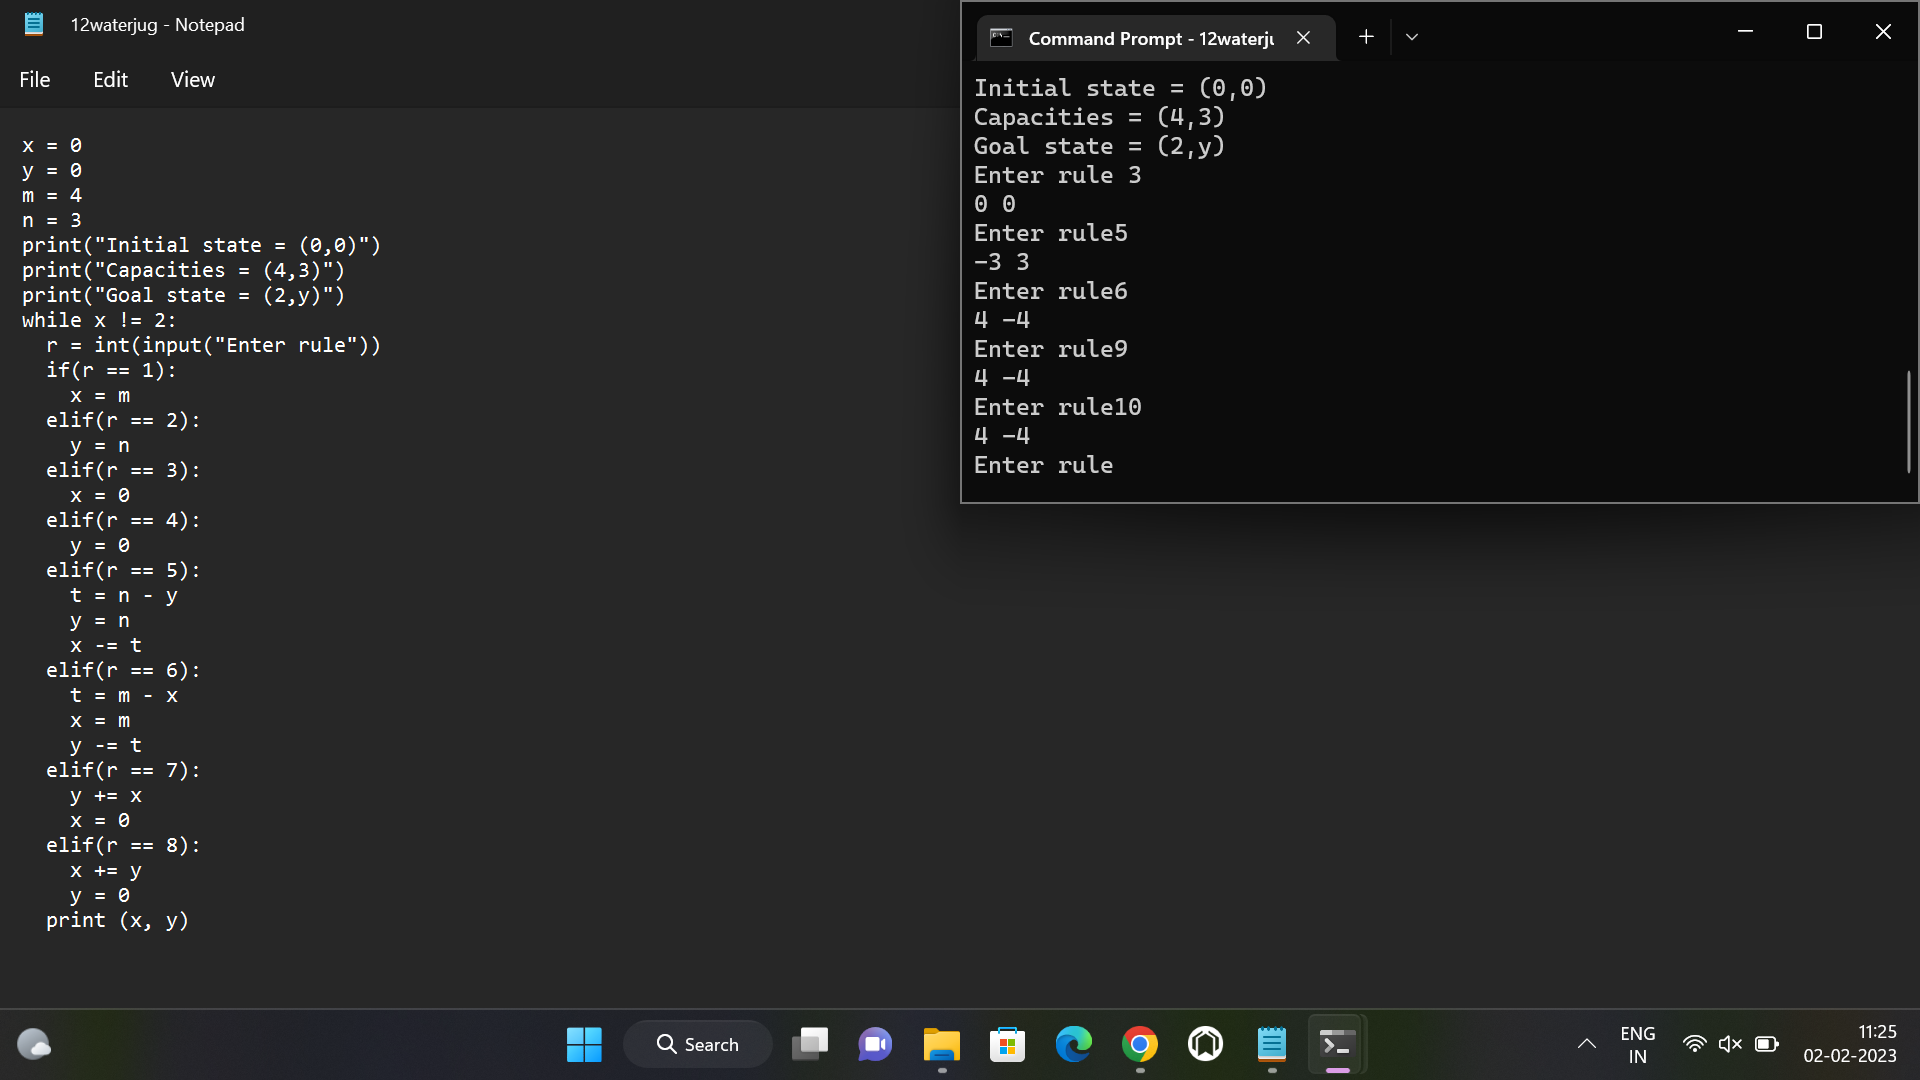 12waterjug - Notepad
File Edit View
x = 0
y = 0
m = 4
n = 3
print("Initial state = (0,0)")
print("Capacities = (4,3)")
print("Goal state = (2,y)")
while x != 2:
  r = int(input("Enter rule"))
  if(r == 1):
    x = m
  elif(r == 2):
    y = n
  elif(r == 3):
    x = 0
  elif(r == 4):
    y = 0
  elif(r == 5):
    t = n - y
    y = n
    x -= t
  elif(r == 6):
    t = m - x
    x = m
    y -= t
  elif(r == 7):
    y += x
    x = 0
  elif(r == 8):
    x += y
    y = 0
  print (x, y)
Command Prompt - 12waterju
Initial state = (0,0)
Capacities = (4,3)
Goal state = (2,y)
Enter rule 3
0 0
Enter rule5
-3 3
Enter rule6
4 -4
Enter rule9
4 -4
Enter rule10
4 -4
Enter rule
Search
ENG
IN
11:25
02-02-2023